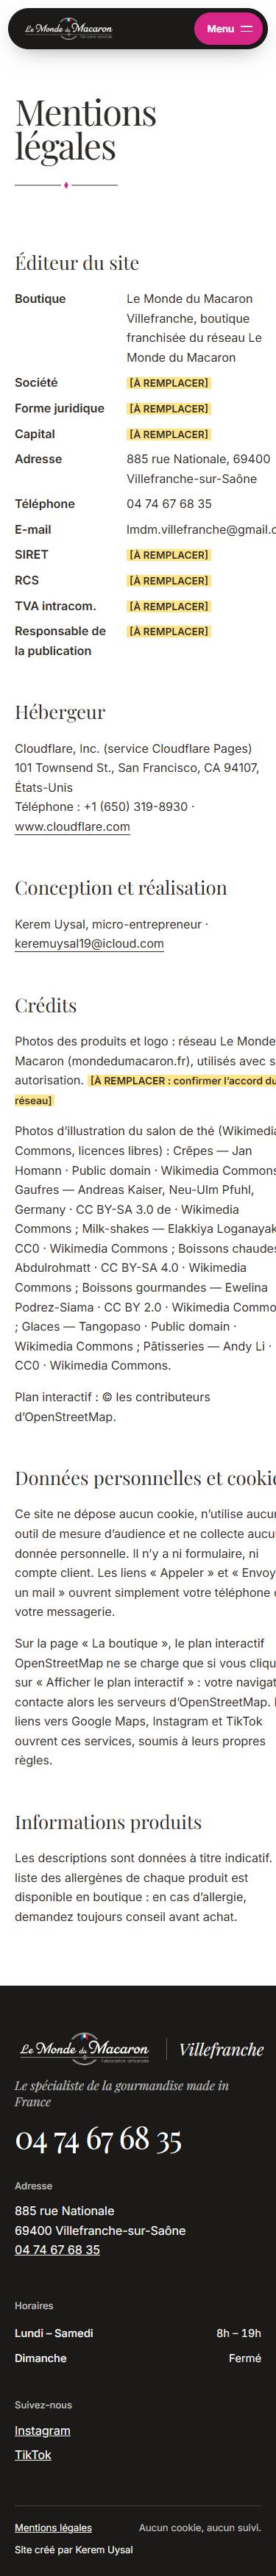 Le Monde du Macaron
Fabrication artisanale
Menu
Mentions
légales
Éditeur du site
Boutique
Le Monde du Macaron
Villefranche, boutique
franchisée du réseau Le
Monde du Macaron
Société [À REMPLACER]
Forme juridique [À REMPLACER]
Capital [À REMPLACER]
Adresse
885 rue Nationale, 69400
Villefranche-sur-Saône
Téléphone 04 74 67 68 35
E-mail lmdm.villefranche@gmail.c
SIRET [À REMPLACER]
RCS [À REMPLACER]
TVA intracom. [À REMPLACER]
Responsable de
la publication
[À REMPLACER]
Hébergeur
Cloudflare, Inc. (service Cloudflare Pages)
101 Townsend St., San Francisco, CA 94107,
États-Unis
Téléphone : +1 (650) 319-8930 ·
www.cloudflare.com
Conception et réalisation
Kerem Uysal, micro-entrepreneur ·
keremuysal19@icloud.com
Crédits
Photos des produits et logo : réseau Le Monde
Macaron (mondedumacaron.fr), utilisés avec s
autorisation. [À REMPLACER : confirmer l’accord du
réseau]
Photos d’illustration du salon de thé (Wikimedia
Commons, licences libres) : Crêpes — Jan
Homann · Public domain · Wikimedia Commons
Gaufres — Andreas Kaiser, Neu-Ulm Pfuhl,
Germany · CC BY-SA 3.0 de · Wikimedia
Commons ; Milk-shakes — Elakkiya Loganayak
CC0 · Wikimedia Commons ; Boissons chaudes
Abdulrohmatt · CC BY-SA 4.0 · Wikimedia
Commons ; Boissons gourmandes — Ewelina
Podrez-Siama · CC BY 2.0 · Wikimedia Commo
; Glaces — Tangopaso · Public domain ·
Wikimedia Commons ; Pâtisseries — Andy Li ·
CC0 · Wikimedia Commons.
Plan interactif : © les contributeurs
d’OpenStreetMap.
Données personnelles et cookie
Ce site ne dépose aucun cookie, n’utilise aucun
outil de mesure d’audience et ne collecte aucu
donnée personnelle. Il n’y a ni formulaire, ni
compte client. Les liens « Appeler » et « Envoy
un mail » ouvrent simplement votre téléphone o
votre messagerie.
Sur la page « La boutique », le plan interactif
OpenStreetMap ne se charge que si vous cliqu
sur « Afficher le plan interactif » : votre navigat
contacte alors les serveurs d’OpenStreetMap.
liens vers Google Maps, Instagram et TikTok
ouvrent ces services, soumis à leurs propres
règles.
Informations produits
Les descriptions sont données à titre indicatif.
liste des allergènes de chaque produit est
disponible en boutique : en cas d’allergie,
demandez toujours conseil avant achat.
Le Monde du Macaron
Fabrication artisanale
Villefranche
Le spécialiste de la gourmandise made in
France
04 74 67 68 35
Adresse
885 rue Nationale
69400 Villefranche-sur-Saône
04 74 67 68 35
Horaires
Lundi – Samedi 8h – 19h
Dimanche Fermé
Suivez-nous
Instagram
TikTok
Mentions légales Aucun cookie, aucun suivi.
Site créé par Kerem Uysal